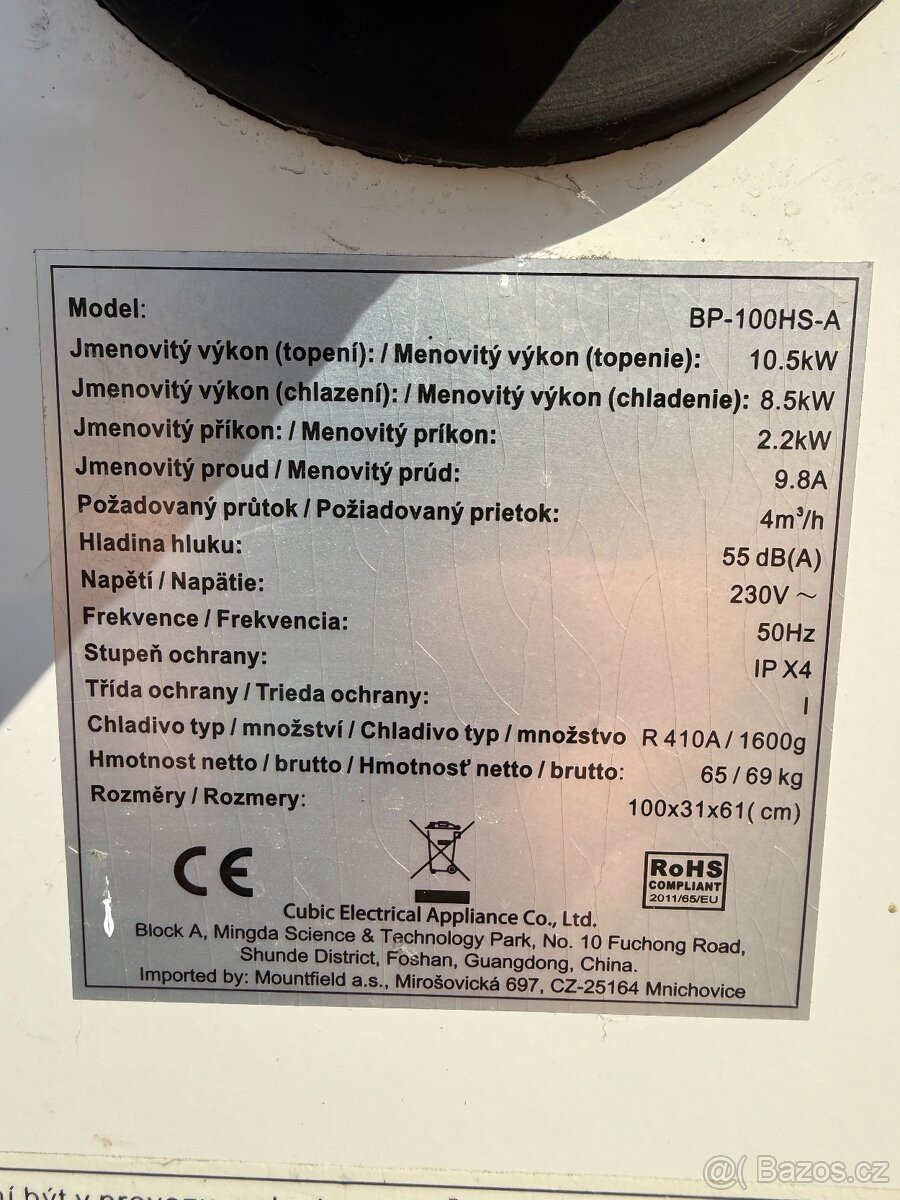 Model: BP-100HS-A
Jmenovitý výkon (topení): / Menovitý výkon (topenie): 10.5kW
Jmenovitý výkon (chlazení): / Menovitý výkon (chladenie): 8.5kW
Jmenovitý příkon: / Menovitý príkon: 2.2kW
Jmenovitý proud / Menovitý prúd: 9.8A
Požadovaný průtok / Požiadovaný prietok: 4m³/h
Hladina hluku: 55 dB(A)
Napětí / Napätie: 230V ~
Frekvence / Frekvencia: 50Hz
Stupeň ochrany: IP X4
Třída ochrany / Trieda ochrany: I
Chladivo typ / množství / Chladivo typ / množstvo R 410A / 1600g
Hmotnost netto / brutto / Hmotnosť netto / brutto: 65 / 69 kg
Rozměry / Rozmery: 100x31x61( cm)
CE
RoHS
COMPLIANT
2011/65/EU
Cubic Electrical Appliance Co., Ltd.
Block A, Mingda Science & Technology Park, No. 10 Fuchong Road,
Shunde District, Foshan, Guangdong, China.
Imported by: Mountfield a.s., Mirošovická 697, CZ-25164 Mnichovice
být v provozu
@( Bazos.cz